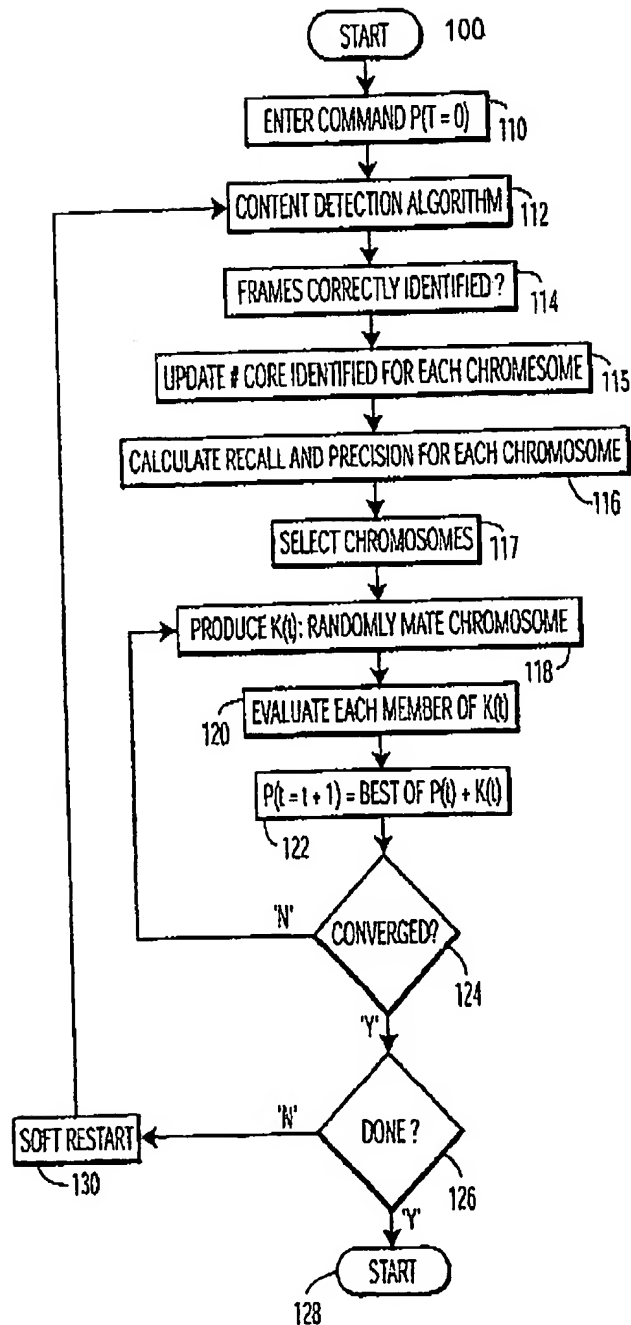 START 100
ENTER COMMAND P(T = 0)
110
CONTENT DETECTION ALGORITHM
112
FRAMES CORRECTLY IDENTIFIED ?
114
UPDATE # CORE IDENTIFIED FOR EACH CHROMESOME
115
CALCULATE RECALL AND PRECISION FOR EACH CHROMOSOME
116
SELECT CHROMOSOMES
117
PRODUCE K(t): RANDOMLY MATE CHROMOSOME
118
120 EVALUATE EACH MEMBER OF K(t)
P(t = t + 1) = BEST OF P(t) + K(t)
122
'N' CONVERGED?
124
'Y'
SOFT RESTART 'N' DONE ?
130 126
'Y'
START
128